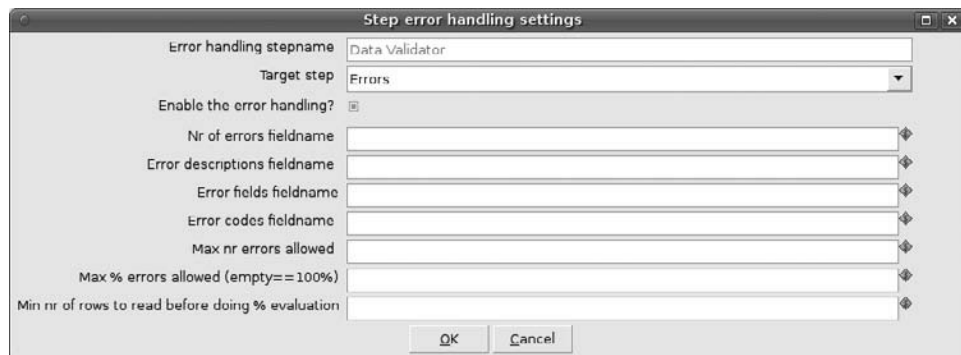 Step error handling settings
Error handling stepname Data Validator
Target step Errors
Enable the error handling?
Nr of errors fieldname
Error descriptions fieldname
Error fields fieldname
Error codes fieldname
Max nr errors allowed
Max % errors allowed (empty==100%)
Min nr of rows to read before doing % evaluation
OK Cancel